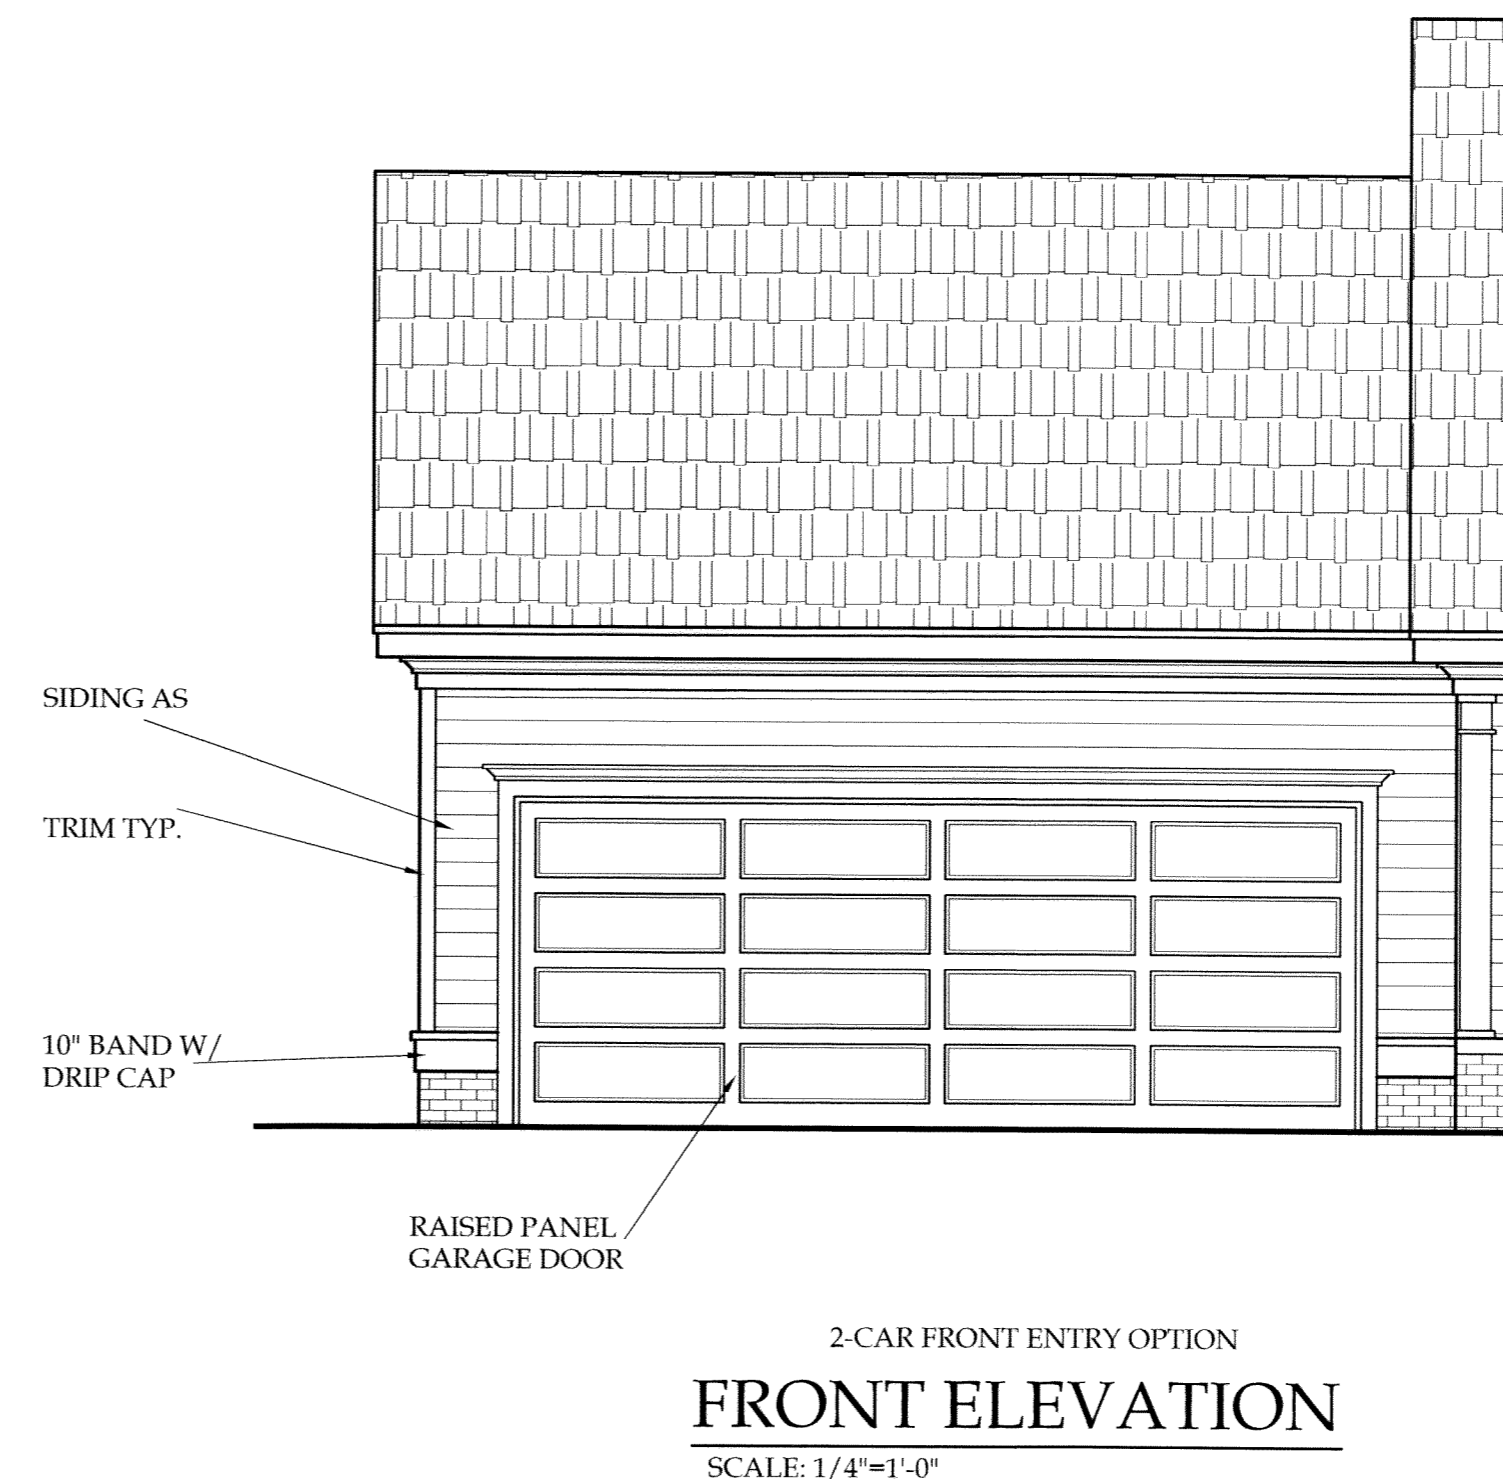 SIDING AS
TRIM TYP.
10" BAND W/
DRIP CAP
RAISED PANEL
GARAGE DOOR
2-CAR FRONT ENTRY OPTION
FRONT ELEVATION
SCALE: 1/4"=1'-0"